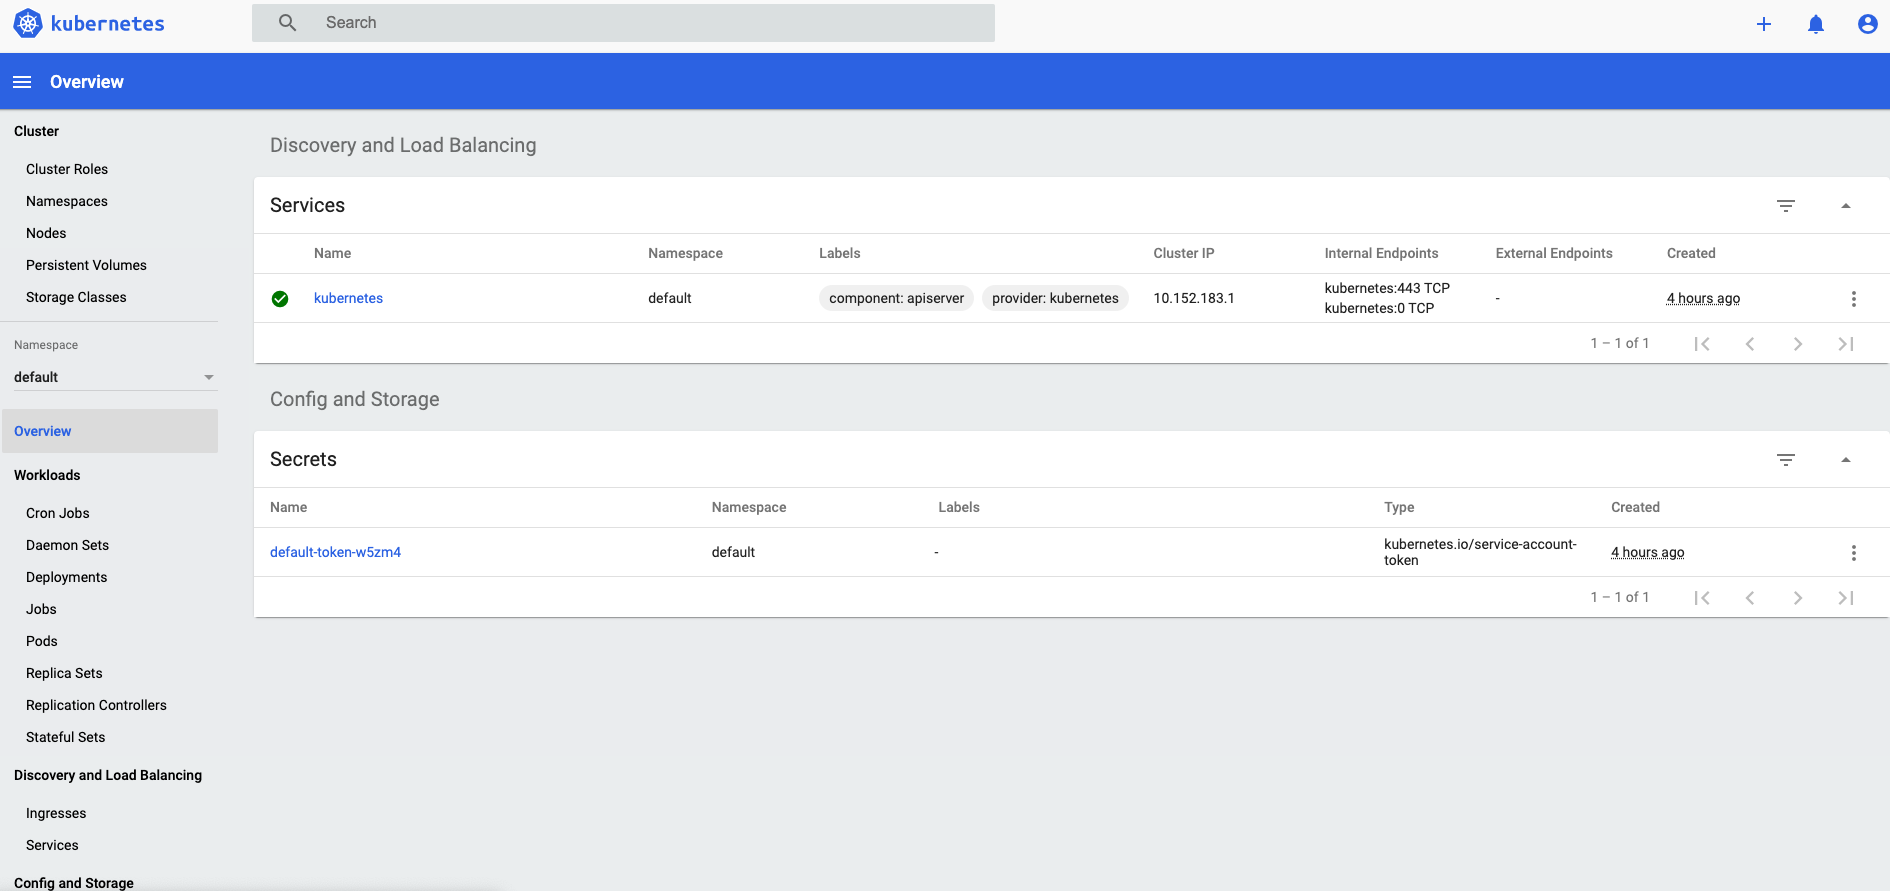 kubernetes
Search
Overview
Cluster
Cluster Roles
Namespaces
Nodes
Persistent Volumes
Storage Classes
Namespace
default
Overview
Workloads
Cron Jobs
Daemon Sets
Deployments
Jobs
Pods
Replica Sets
Replication Controllers
Stateful Sets
Discovery and Load Balancing
Ingresses
Services
Config and Storage
Discovery and Load Balancing
Services
Name Namespace Labels Cluster IP Internal Endpoints External Endpoints Created
kubernetes default component: apiserver provider: kubernetes 10.152.183.1 kubernetes:443 TCP - 4 hours ago
kubernetes:0 TCP
1 – 1 of 1
Config and Storage
Secrets
Name Namespace Labels Type Created
default-token-w5zm4 default - kubernetes.io/service-account- 4 hours ago
token
1 – 1 of 1